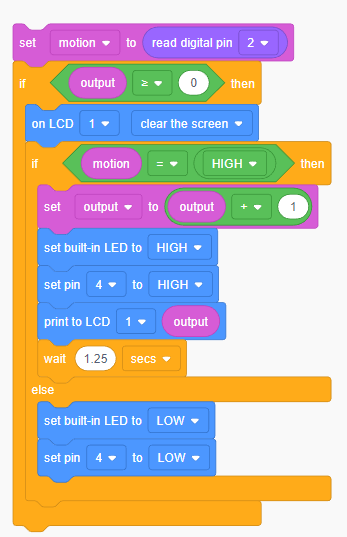 set motion to read digital pin 2
if output ≥ 0 then
on LCD 1 clear the screen
if motion = HIGH then
set output to output + 1
set built-in LED to HIGH
set pin 4 to HIGH
print to LCD 1 output
wait 1.25 secs
else
set built-in LED to LOW
set pin 4 to LOW